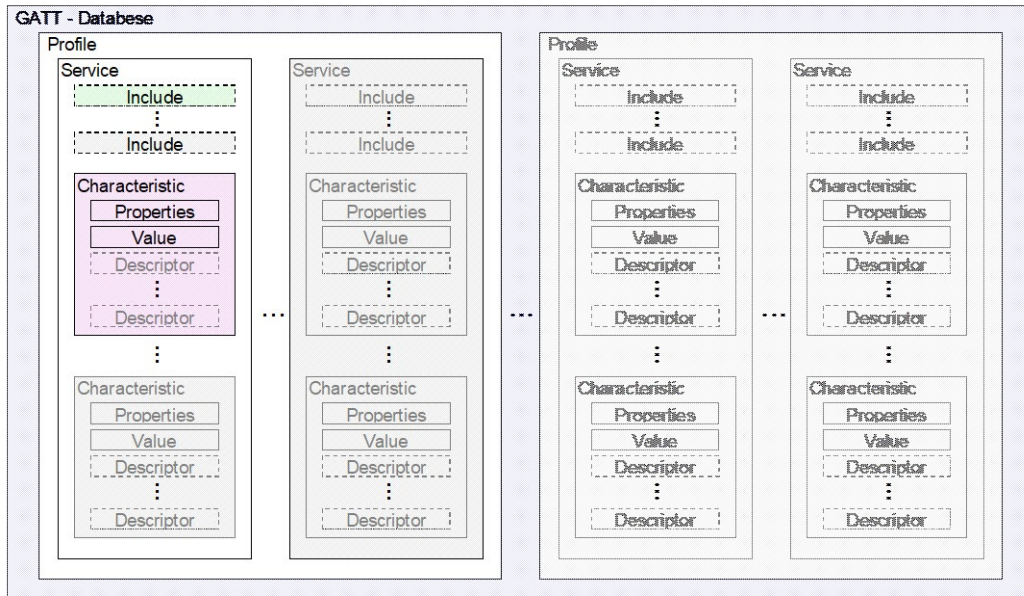 GATT - Databese
Profile
Service
Include
Include
Characteristic
Properties
Value
Descriptor
Descriptor
Characteristic
Properties
Value
Descriptor
Descriptor
Service
Include
Include
Characteristic
Properties
Value
Descriptor
Descriptor
Characteristic
Properties
Value
Descriptor
Descriptor
Profile
Service
Include
Include
Characteristic
Properties
Value
Descriptor
Descriptor
Characteristic
Properties
Value
Descriptor
Descriptor
Service
Include
Include
Characteristic
Properties
Value
Descriptor
Descriptor
Characteristic
Properties
Value
Descriptor
Descriptor